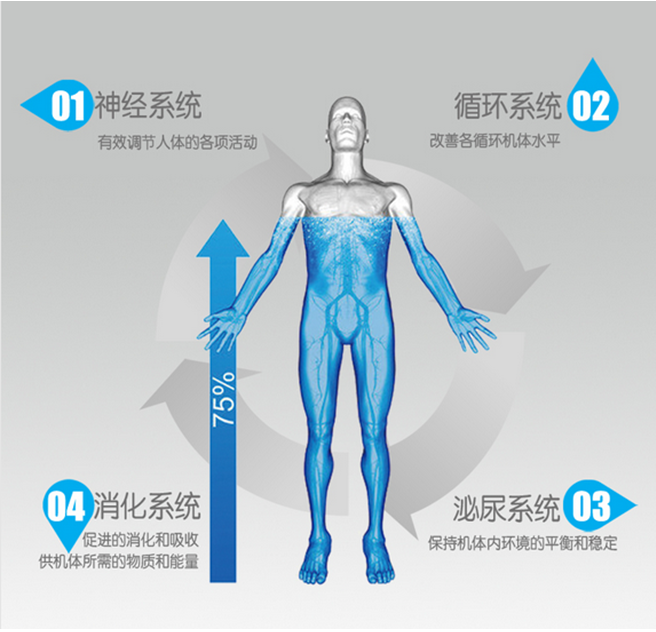 01 神经系统
有效调节人体的各项活动
循环系统 02
改善各循环机体水平
75%
04 消化系统
促进的消化和吸收
供机体所需的物质和能量
泌尿系统 03
保持机体内环境的平衡和稳定